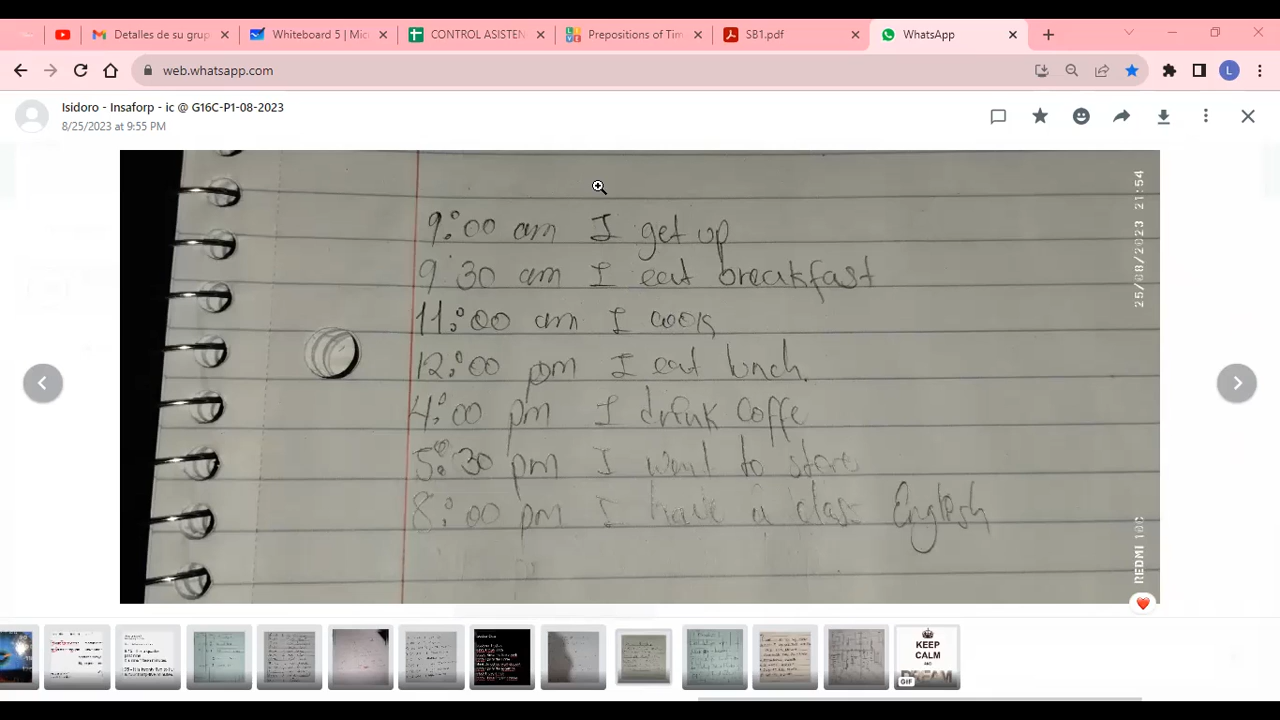 Detalles de su grup
Whiteboard 5 | Mic
CONTROL ASISTEN
Prepositions of Tim
SB1.pdf
WhatsApp
web.whatsapp.com
L
Isidoro - Insaforp - ic @ G16C-P1-08-2023
8/25/2023 at 9:55 PM
9:00 am I get up
9:30 am I eat breakfast
11:00 am I cook
12:00 pm I eat lunch.
4:00 pm I drink coffe
5:30 pm I want to store
8:00 pm I have a class English
25/08/2023 21:54
REDMI 10C
KEEP
CALM
AND
DREAM
GIF